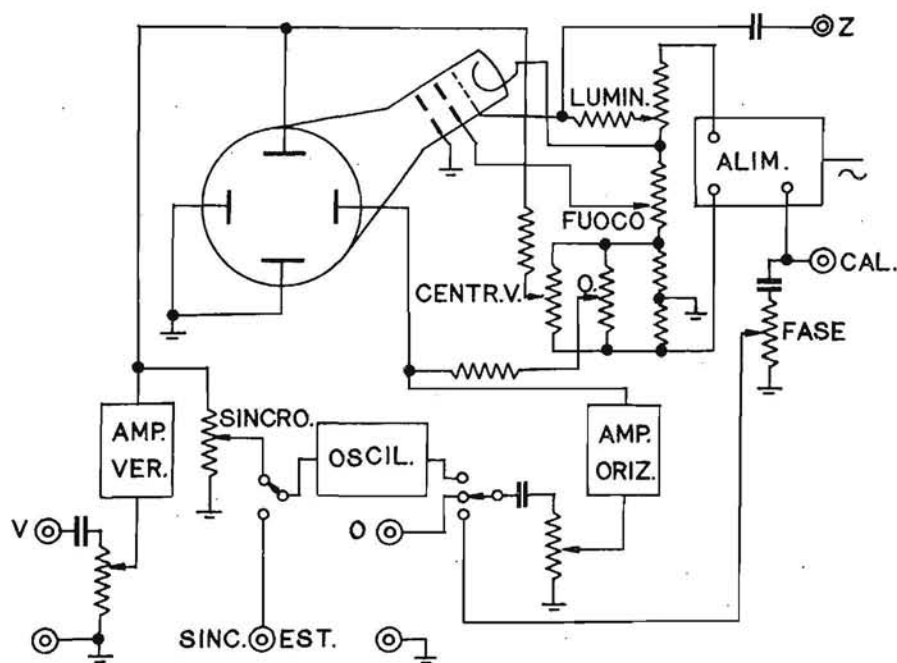 Z
LUMIN.
ALIM.
FUOCO
CENTR.V.
O.
CAL.
FASE
SINCRO.
AMP.
VER.
OSCIL.
AMP.
ORIZ.
V
O
SINC. EST.